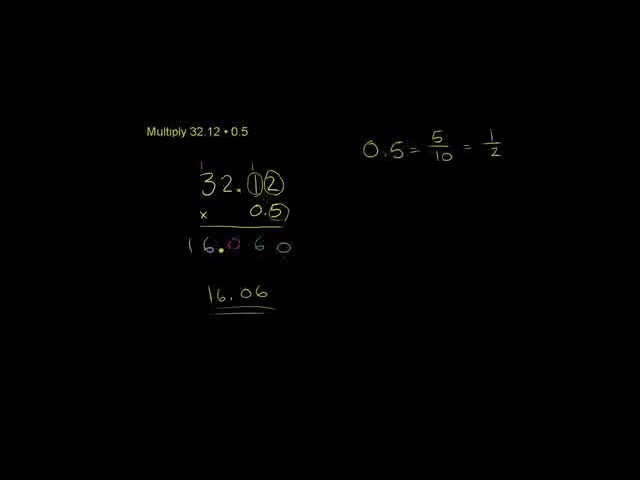 Multiply 32.12 • 0.5
0.5 = 5/10 = 1/2
1 1
32.12
x 0.5
16.060
16.06